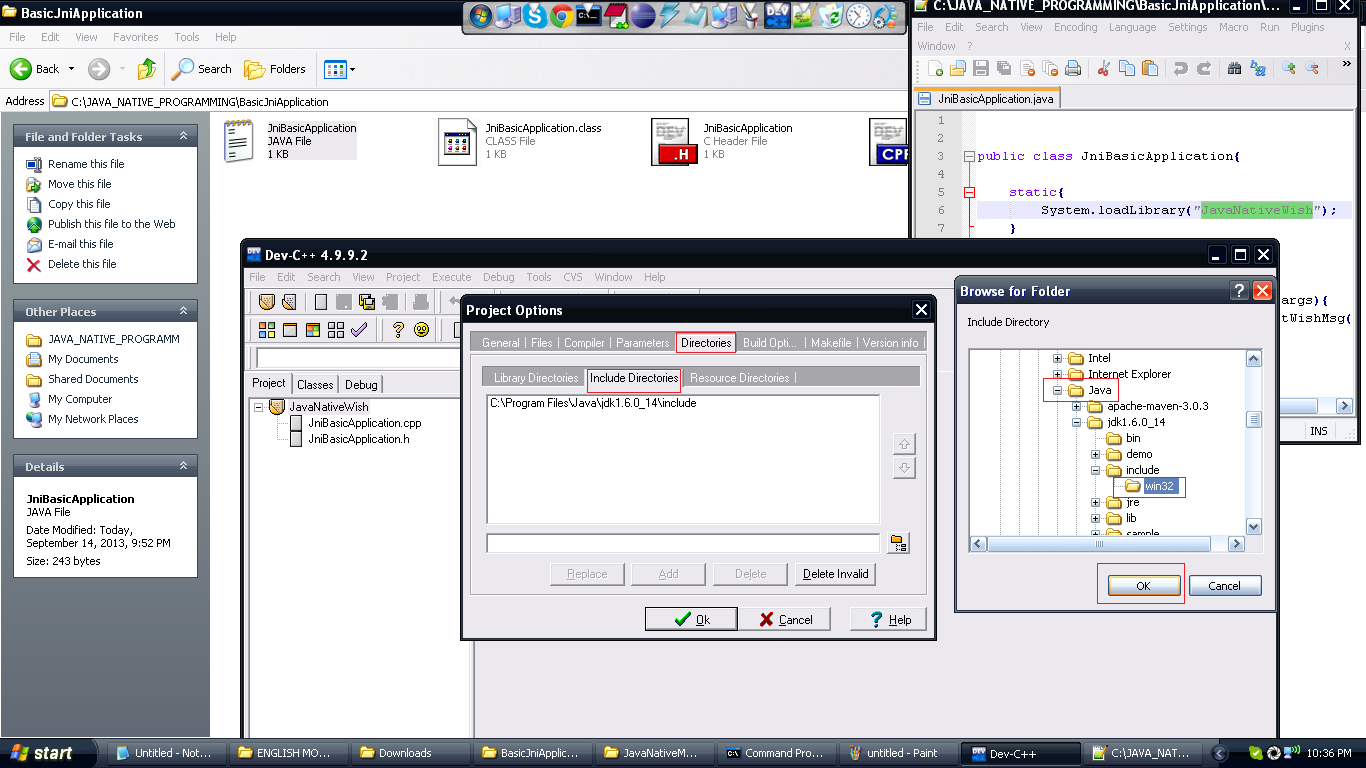 BasicJniApplication
File Edit View Favorites Tools Help
Back Search Folders
Address C:\JAVA_NATIVE_PROGRAMMING\BasicJniApplication
File and Folder Tasks
Rename this file
Move this file
Copy this file
Publish this file to the Web
E-mail this file
Delete this file
Other Places
JAVA_NATIVE_PROGRAMM
My Documents
Shared Documents
My Computer
My Network Places
Details
JniBasicApplication
JAVA File
Date Modified: Today,
September 14, 2013, 9:52 PM
Size: 243 bytes
JniBasicApplication
JAVA File
1 KB
JniBasicApplication.class
CLASS File
1 KB
DEV
.H
JniBasicApplication
C Header File
1 KB
DEV
CPP
C:\JAVA_NATIVE_PROGRAMMING\BasicJniApplication\...
File Edit Search View Encoding Language Settings Macro Run Plugins
Window ? X
JniBasicApplication.java
1
2
3 public class JniBasicApplication{
4
5 static{
6 System.loadLibrary("JavaNativeWish");
7 }
args){
tWishMsg(
INS
Dev-C++ 4.9.9.2
File Edit Search View Project Execute Debug Tools CVS Window Help
Project Classes Debug
JavaNativeWish
JniBasicApplication.cpp
JniBasicApplication.h
Project Options
General Files Compiler Parameters Directories Build Opti... Makefile Version info
Library Directories Include Directories Resource Directories
C:\Program Files\Java\jdk1.6.0_14\include
Replace Add Delete Delete Invalid
Ok Cancel Help
Browse for Folder
Include Directory
Intel
Internet Explorer
Java
apache-maven-3.0.3
jdk1.6.0_14
bin
demo
include
win32
jre
lib
sample
OK Cancel
start Untitled - Not... ENGLISH MO... Downloads BasicJniApplic... JavaNativeM... Command Pro... untitled - Paint Dev-C++ C:\JAVA_NAT... 10:36 PM